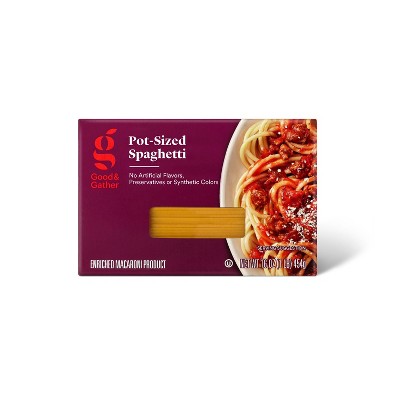 Good&
Gather
Pot-Sized
Spaghetti
No Artificial Flavors,
Preservatives or Synthetic Colors
ENRICHED MACARONI PRODUCT
NET WT 16 OZ (1 LB) 454g